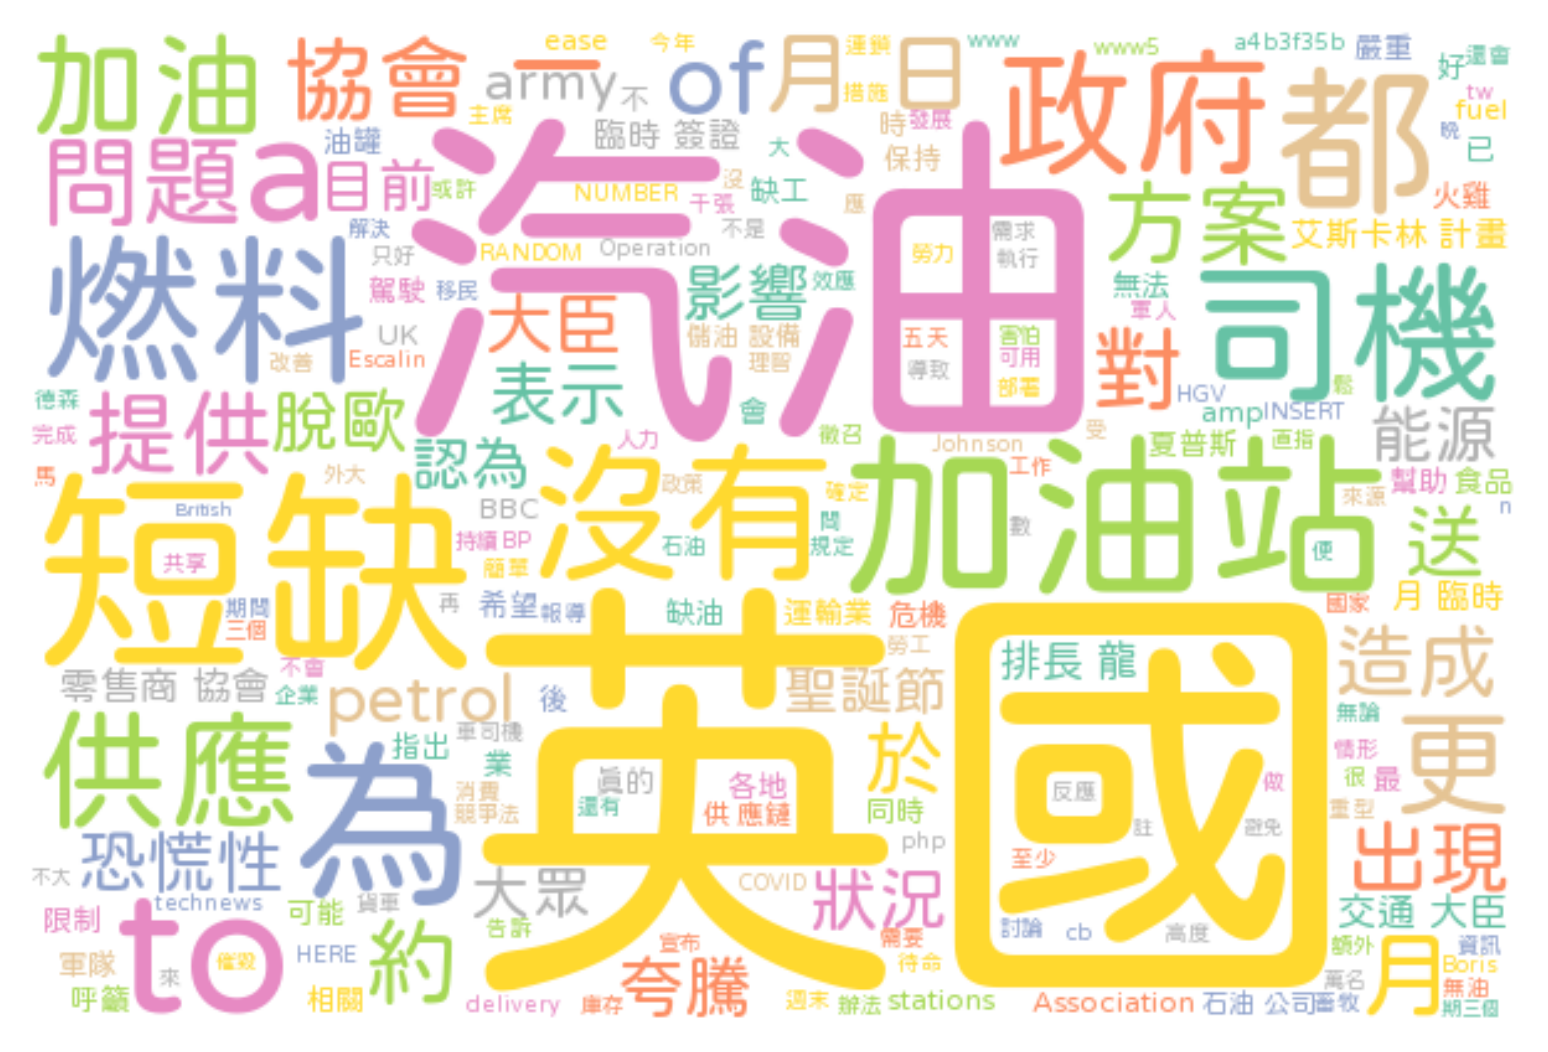 加油
協會
一
ease
army
不
今年
of
月
連鎖
措施
日
www
www5
a4b3f35b
嚴重
好
還會
tw
fuel
晚
已
主席
油罐
臨時 簽證
大
時
發展
保持
政府
都
問題
a
目前
或許
汽油
NUMBER
沒
干張
缺工
應
不是
方案
火雞
艾斯卡林 計畫
解決
只好
RANDOM
Operation
勞力
需求
執行
燃料
駕駛
移民
影響
效應
無法
軍人
司機
UK
大臣
儲油 設備
理智
五天
害怕
可用
導致
部署
對
改善
Escalin
表示
會
HGV
鬆
德森
完成
提供
脫歐
認為
人力
徵召
Johnson
受
amp
INSERT
能源
夏普斯
直指
馬
外大
短缺
British
共享
BBC
沒有
政策
確定
工作
加油站
來源
幫助
食品
n
送
持續
BP
簡單
石油
問
規定
數
便
期間
三個
再
希望
報導
缺油
運輸業
危機
勞工
國家
月 臨時
零售商 協會
不會
企業
petrol
後
英國
聖誕節
排長 龍
造成
無論
供應
為
指出
車司機
業
消費
競爭法
真的
還有
各地
供 應鏈
於
同時
反應
註
避免
做
情形
很
最
重型
更
恐慌性
不大
technews
大眾
COVID
php
至少
狀況
出現
限制
to
可能
貨車
告訴
宣布
需要
討論
cb
高度
交通 大臣
軍隊
來
催毀
HERE
約
待命
額外
資訊
萬名
月
Boris
無油
呼籲
相關
delivery
庫存
夸騰
週末
辦法
stations
Association
石油 公司
畜牧
期三個